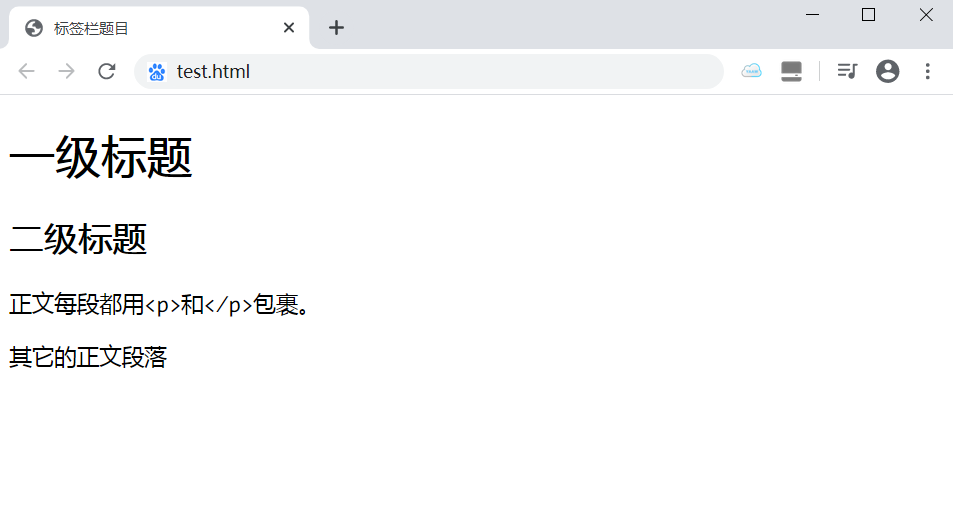 标签栏题目
test.html
一级标题
二级标题
正文每段都用<p>和</p>包裹。
其它的正文段落